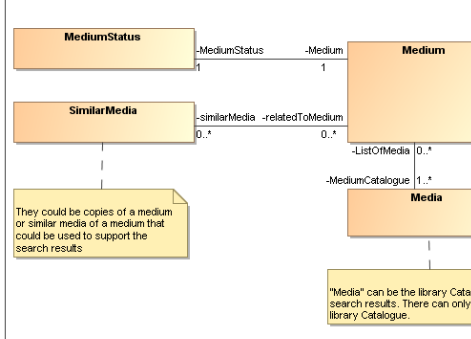 MediumStatus
-MediumStatus
-Medium
1
1
Medium
SimilarMedia
-similarMedia
-relatedToMedium
0..*
0..*
-ListOfMedia
0..*
-MediumCatalogue
1..*
Media
They could be copies of a medium
or similar media of a medium that
could be used to support the
search results
"Media" can be the library Cata
search results. There can only
library Catalogue.